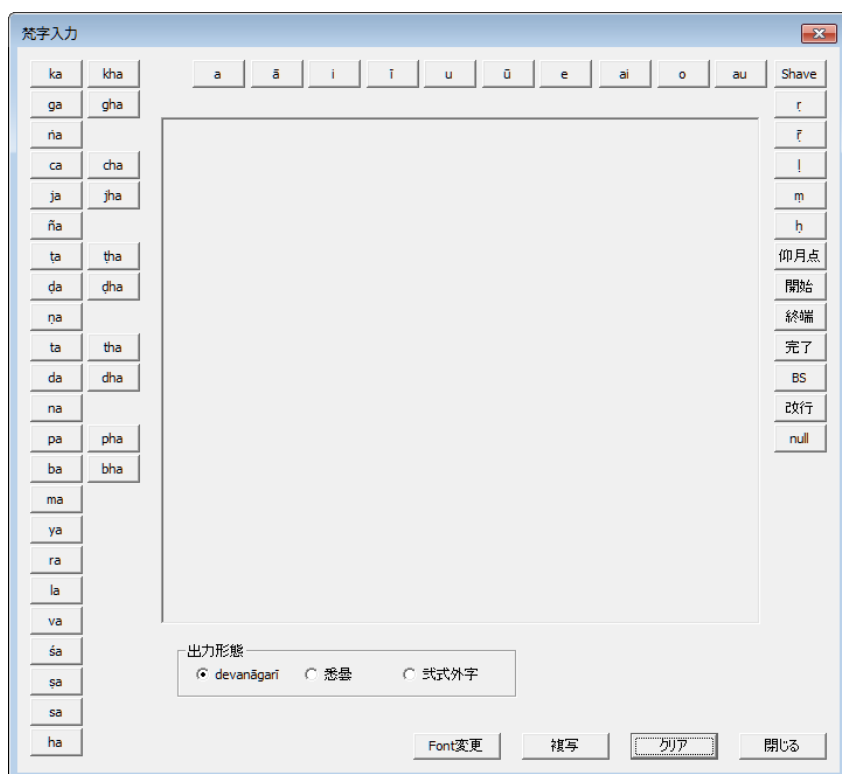 梵字入力
ka kha a ā i ī u ū e ai o au Shave
ga gha ṛ
ṅa ṝ
ca cha ḷ
ja jha ṃ
ña ḥ
ṭa ṭha 仰月点
ḍa ḍha 開始
ṇa 終端
ta tha 完了
da dha BS
na 改行
pa pha null
ba bha
ma
ya
ra
la
va
śa
ṣa
sa
ha
出力形態
devanāgarī 悉曇 弐式外字
Font変更 複写 クリア 閉じる